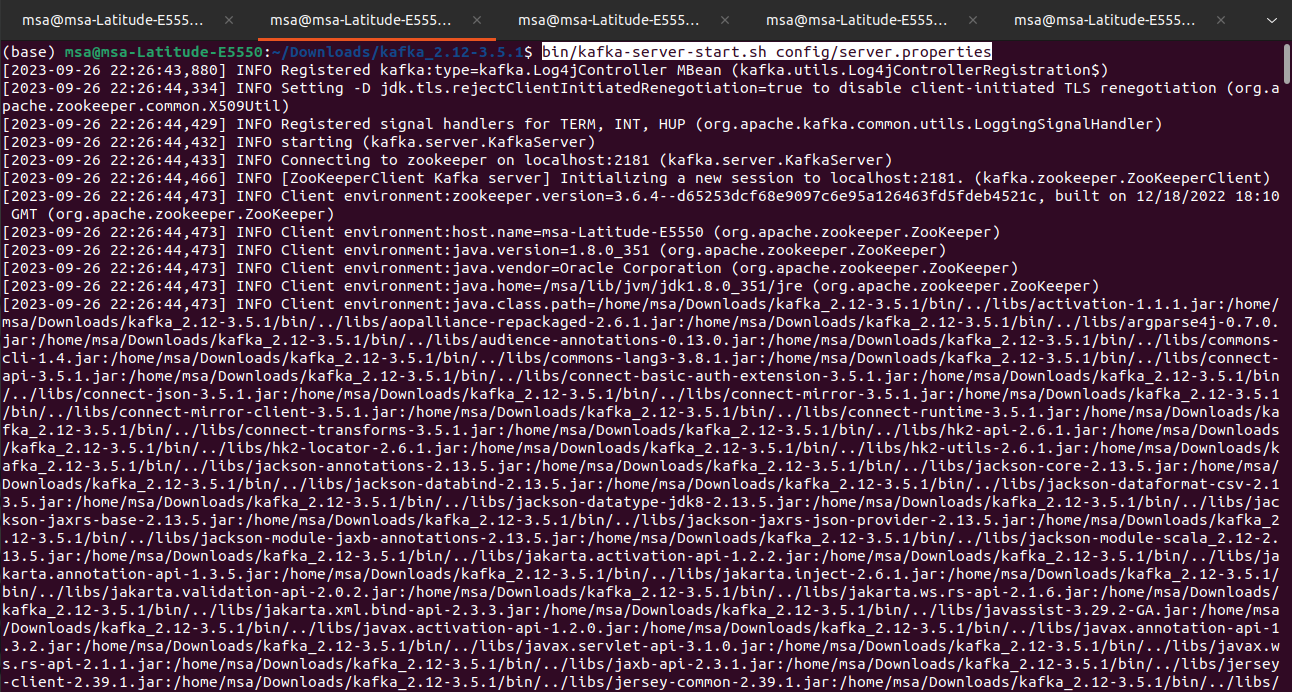 msa@msa-Latitude-E555... × msa@msa-Latitude-E555... × msa@msa-Latitude-E555... × msa@msa-Latitude-E555... × msa@msa-Latitude-E555... ×
(base) msa@msa-Latitude-E5550:~/Downloads/kafka_2.12-3.5.1$ bin/kafka-server-start.sh config/server.properties
[2023-09-26 22:26:43,880] INFO Registered kafka:type=kafka.Log4jController MBean (kafka.utils.Log4jControllerRegistration$)
[2023-09-26 22:26:44,334] INFO Setting -D jdk.tls.rejectClientInitiatedRenegotiation=true to disable client-initiated TLS renegotiation (org.a
pache.zookeeper.common.X509Util)
[2023-09-26 22:26:44,429] INFO Registered signal handlers for TERM, INT, HUP (org.apache.kafka.common.utils.LoggingSignalHandler)
[2023-09-26 22:26:44,432] INFO starting (kafka.server.KafkaServer)
[2023-09-26 22:26:44,433] INFO Connecting to zookeeper on localhost:2181 (kafka.server.KafkaServer)
[2023-09-26 22:26:44,466] INFO [ZooKeeperClient Kafka server] Initializing a new session to localhost:2181. (kafka.zookeeper.ZooKeeperClient)
[2023-09-26 22:26:44,473] INFO Client environment:zookeeper.version=3.6.4--d65253dcf68e9097c6e95a126463fd5fdeb4521c, built on 12/18/2022 18:10
 GMT (org.apache.zookeeper.ZooKeeper)
[2023-09-26 22:26:44,473] INFO Client environment:host.name=msa-Latitude-E5550 (org.apache.zookeeper.ZooKeeper)
[2023-09-26 22:26:44,473] INFO Client environment:java.version=1.8.0_351 (org.apache.zookeeper.ZooKeeper)
[2023-09-26 22:26:44,473] INFO Client environment:java.vendor=Oracle Corporation (org.apache.zookeeper.ZooKeeper)
[2023-09-26 22:26:44,473] INFO Client environment:java.home=/msa/lib/jvm/jdk1.8.0_351/jre (org.apache.zookeeper.ZooKeeper)
[2023-09-26 22:26:44,473] INFO Client environment:java.class.path=/home/msa/Downloads/kafka_2.12-3.5.1/bin/../libs/activation-1.1.1.jar:/home/
msa/Downloads/kafka_2.12-3.5.1/bin/../libs/aopalliance-repackaged-2.6.1.jar:/home/msa/Downloads/kafka_2.12-3.5.1/bin/../libs/argparse4j-0.7.0.
jar:/home/msa/Downloads/kafka_2.12-3.5.1/bin/../libs/audience-annotations-0.13.0.jar:/home/msa/Downloads/kafka_2.12-3.5.1/bin/../libs/commons-
cli-1.4.jar:/home/msa/Downloads/kafka_2.12-3.5.1/bin/../libs/commons-lang3-3.8.1.jar:/home/msa/Downloads/kafka_2.12-3.5.1/bin/../libs/connect-
api-3.5.1.jar:/home/msa/Downloads/kafka_2.12-3.5.1/bin/../libs/connect-basic-auth-extension-3.5.1.jar:/home/msa/Downloads/kafka_2.12-3.5.1/bin
/../libs/connect-json-3.5.1.jar:/home/msa/Downloads/kafka_2.12-3.5.1/bin/../libs/connect-mirror-3.5.1.jar:/home/msa/Downloads/kafka_2.12-3.5.1
/bin/../libs/connect-mirror-client-3.5.1.jar:/home/msa/Downloads/kafka_2.12-3.5.1/bin/../libs/connect-runtime-3.5.1.jar:/home/msa/Downloads/ka
fka_2.12-3.5.1/bin/../libs/connect-transforms-3.5.1.jar:/home/msa/Downloads/kafka_2.12-3.5.1/bin/../libs/hk2-api-2.6.1.jar:/home/msa/Downloads
/kafka_2.12-3.5.1/bin/../libs/hk2-locator-2.6.1.jar:/home/msa/Downloads/kafka_2.12-3.5.1/bin/../libs/hk2-utils-2.6.1.jar:/home/msa/Downloads/k
afka_2.12-3.5.1/bin/../libs/jackson-annotations-2.13.5.jar:/home/msa/Downloads/kafka_2.12-3.5.1/bin/../libs/jackson-core-2.13.5.jar:/home/msa/
Downloads/kafka_2.12-3.5.1/bin/../libs/jackson-databind-2.13.5.jar:/home/msa/Downloads/kafka_2.12-3.5.1/bin/../libs/jackson-dataformat-csv-2.1
3.5.jar:/home/msa/Downloads/kafka_2.12-3.5.1/bin/../libs/jackson-datatype-jdk8-2.13.5.jar:/home/msa/Downloads/kafka_2.12-3.5.1/bin/../libs/jac
kson-jaxrs-base-2.13.5.jar:/home/msa/Downloads/kafka_2.12-3.5.1/bin/../libs/jackson-jaxrs-json-provider-2.13.5.jar:/home/msa/Downloads/kafka_2
.12-3.5.1/bin/../libs/jackson-module-jaxb-annotations-2.13.5.jar:/home/msa/Downloads/kafka_2.12-3.5.1/bin/../libs/jackson-module-scala_2.12-2.
13.5.jar:/home/msa/Downloads/kafka_2.12-3.5.1/bin/../libs/jakarta.activation-api-1.2.2.jar:/home/msa/Downloads/kafka_2.12-3.5.1/bin/../libs/ja
karta.annotation-api-1.3.5.jar:/home/msa/Downloads/kafka_2.12-3.5.1/bin/../libs/jakarta.inject-2.6.1.jar:/home/msa/Downloads/kafka_2.12-3.5.1/
bin/../libs/jakarta.validation-api-2.0.2.jar:/home/msa/Downloads/kafka_2.12-3.5.1/bin/../libs/jakarta.ws.rs-api-2.1.6.jar:/home/msa/Downloads/
kafka_2.12-3.5.1/bin/../libs/jakarta.xml.bind-api-2.3.3.jar:/home/msa/Downloads/kafka_2.12-3.5.1/bin/../libs/javassist-3.29.2-GA.jar:/home/msa
/Downloads/kafka_2.12-3.5.1/bin/../libs/javax.activation-api-1.2.0.jar:/home/msa/Downloads/kafka_2.12-3.5.1/bin/../libs/javax.annotation-api-1
.3.2.jar:/home/msa/Downloads/kafka_2.12-3.5.1/bin/../libs/javax.servlet-api-3.1.0.jar:/home/msa/Downloads/kafka_2.12-3.5.1/bin/../libs/javax.w
s.rs-api-2.1.1.jar:/home/msa/Downloads/kafka_2.12-3.5.1/bin/../libs/jaxb-api-2.3.1.jar:/home/msa/Downloads/kafka_2.12-3.5.1/bin/../libs/jersey
-client-2.39.1.jar:/home/msa/Downloads/kafka_2.12-3.5.1/bin/../libs/jersey-common-2.39.1.jar:/home/msa/Downloads/kafka_2.12-3.5.1/bin/../libs/